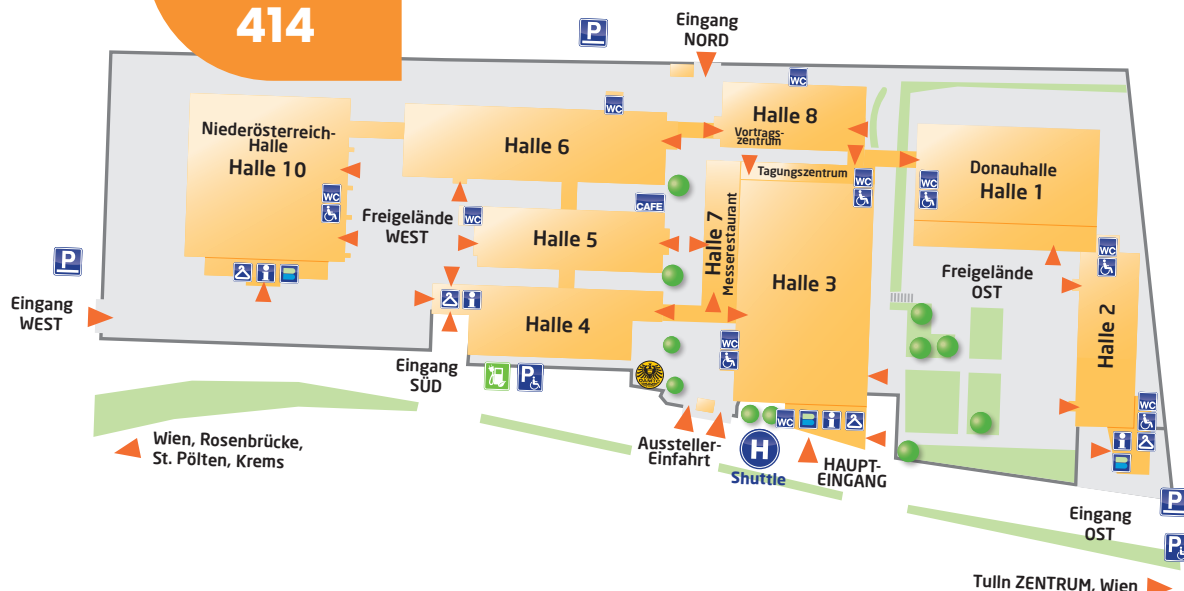 414
P
Eingang
NORD
WC
Halle 8
Vortrags-
zentrum
WC
Niederösterreich-
Halle
Halle 10
Halle 6
Tagungszentrum
WC
Donauhalle
Halle 1
WC
WC
CAFE
WC
Freigelände
WEST
Halle 5
Halle 7
Messerestaurant
Halle 3
Freigelände
OST
WC
P
i
Eingang
WEST
i
Halle 4
WC
Halle 2
Eingang
SÜD
P
WC
WC
i
WC
i
Aussteller-
Einfahrt
H
Shuttle
HAUPT-
EINGANG
Wien, Rosenbrücke,
St. Pölten, Krems
P
Eingang
OST
P
Tulln ZENTRUM, Wien